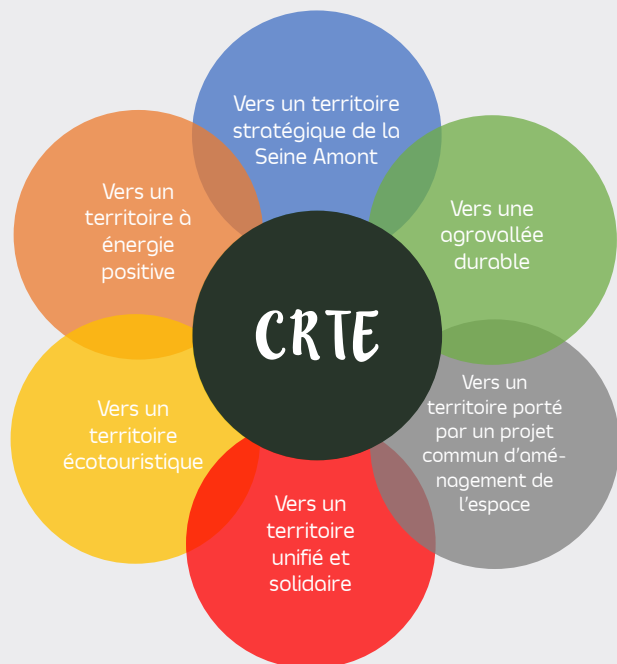 Vers un territoire
stratégique de la
Seine Amont
Vers une
agrovallée
durable
Vers un
territoire porté
par un projet
commun d'amé-
nagement de
l'espace
Vers un
territoire
unifié et
solidaire
Vers un
territoire
écotouristique
Vers un
territoire à
énergie
positive
CRTE